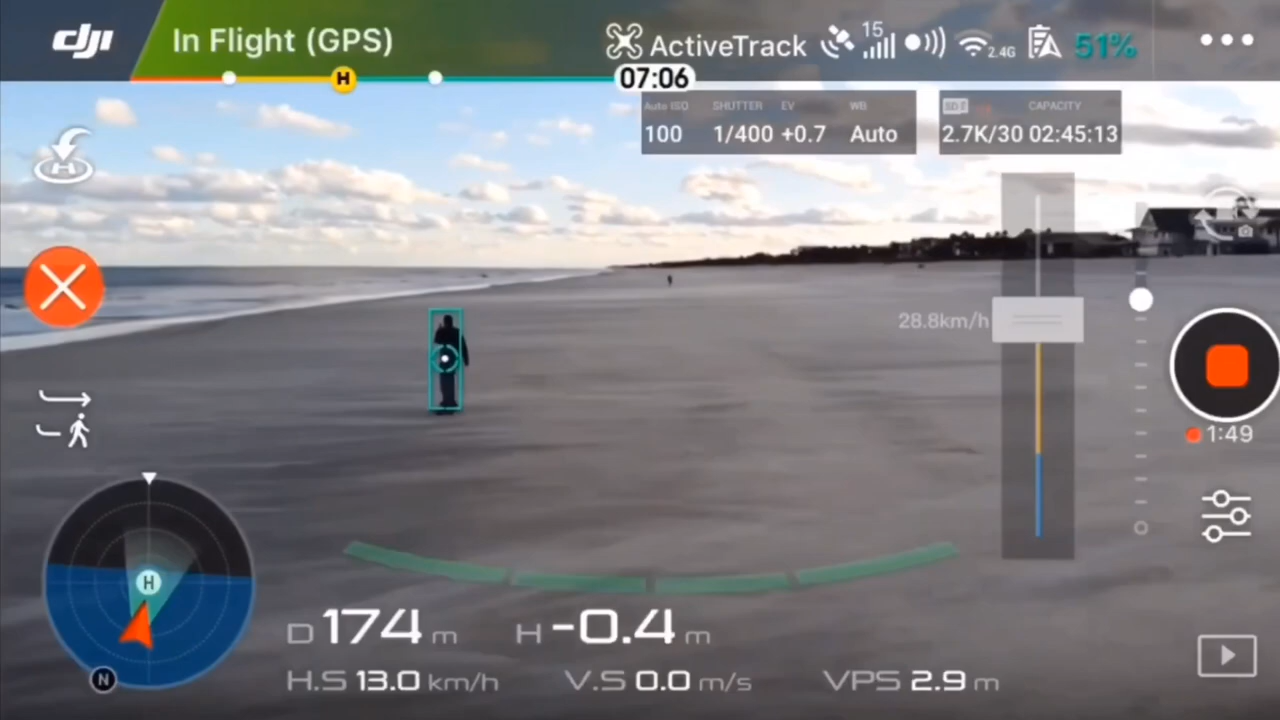 dji In Flight (GPS) ActiveTrack 15 2.4G 51%
H 07:06
Auto ISO SHUTTER EV WB CAPACITY
100 1/400 +0.7 Auto 2.7K/30 02:45:13
H
28.8km/h
1:49
H
D 174 m H -0.4 m
N H.S 13.0 km/h V.S 0.0 m/s VPS 2.9 m